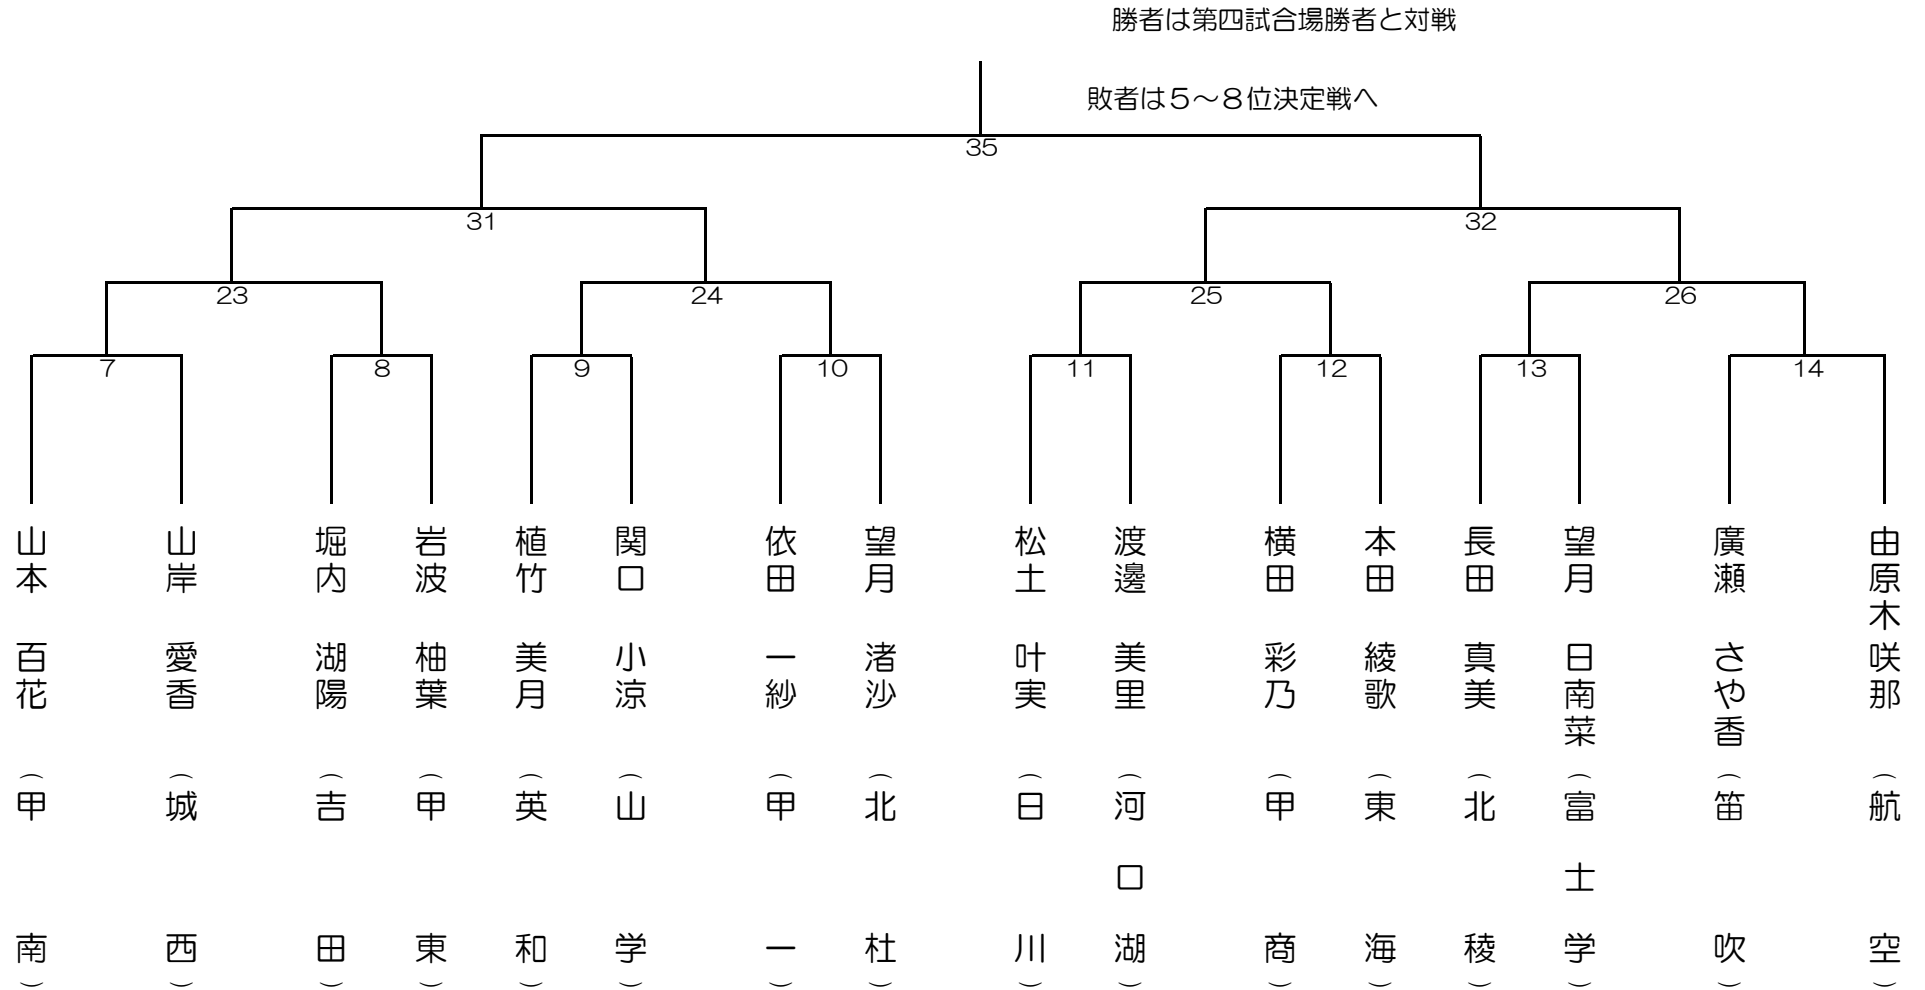 勝者は第四試合場勝者と対戦
敗者は５～８位決定戦へ
35
31
32
23
24
25
26
7
8
9
10
11
12
13
14
山本 百花 （甲 南）
山岸 愛香 （城 西）
堀内 湖陽 （吉 田）
岩波 柚葉 （甲 東）
植竹 美月 （英 和）
関口 小涼 （山 学）
依田 一紗 （甲 一）
望月 渚沙 （北 杜）
松土 叶実 （日 川）
渡邊 美里 （河口湖）
横田 彩乃 （甲 商）
本田 綾歌 （東 海）
長田 真美 （北 稜）
望月 日南菜 （富士学）
廣瀬 さや香 （笛 吹）
由原木 咲那 （航 空）